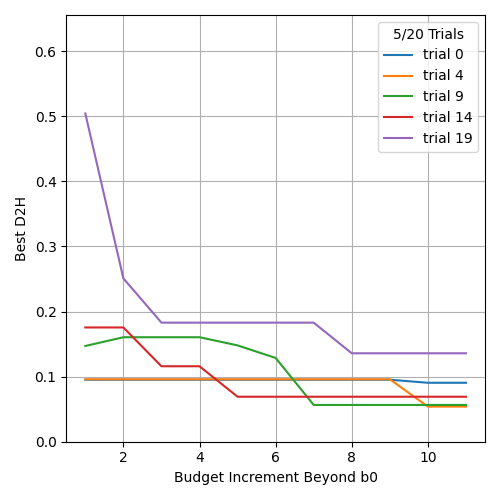 5/20 Trials
trial 0
trial 4
trial 9
trial 14
trial 19
0.6
0.5
0.4
0.3
0.2
0.1
0.0
Best D2H
2 4 6 8 10
Budget Increment Beyond b0